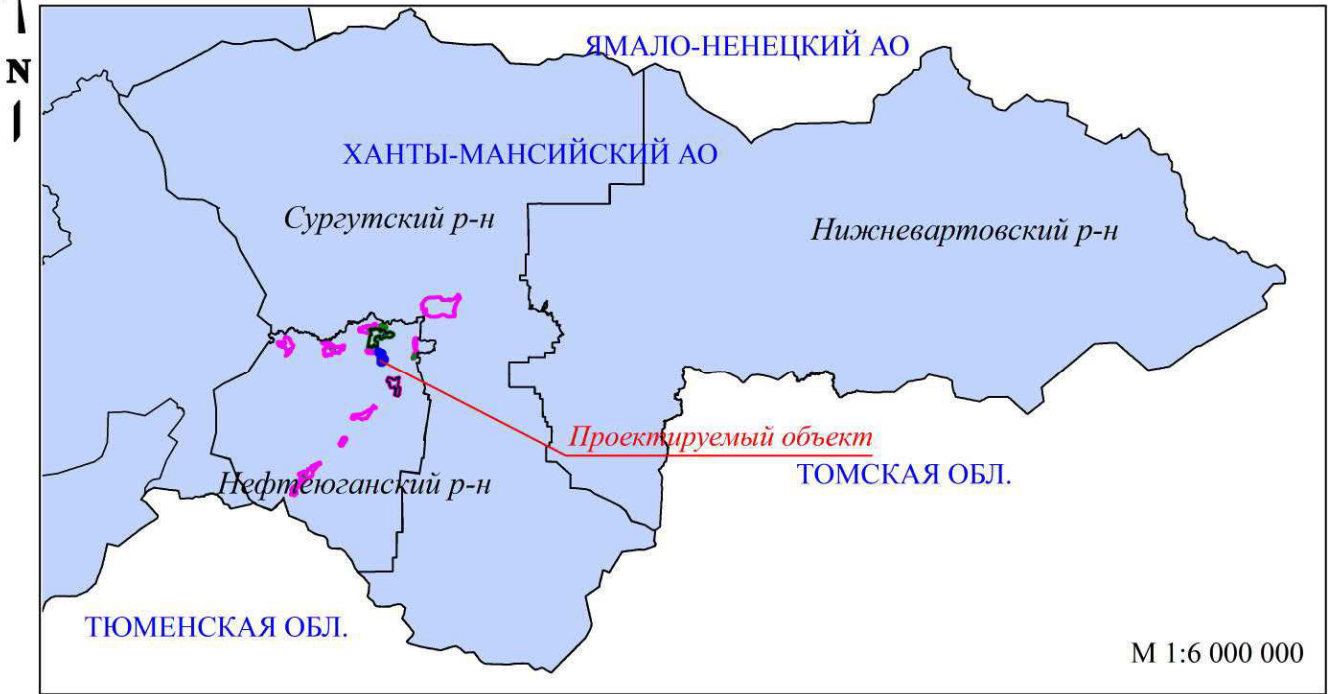 N
ЯМАЛО-НЕНЕЦКИЙ АО
ХАНТЫ-МАНСИЙСКИЙ АО
Сургутский р-н
Нижневартовский р-н
Проектируемый объект
ТОМСКАЯ ОБЛ.
Нефтеюганский р-н
ТЮМЕНСКАЯ ОБЛ.
М 1:6 000 000